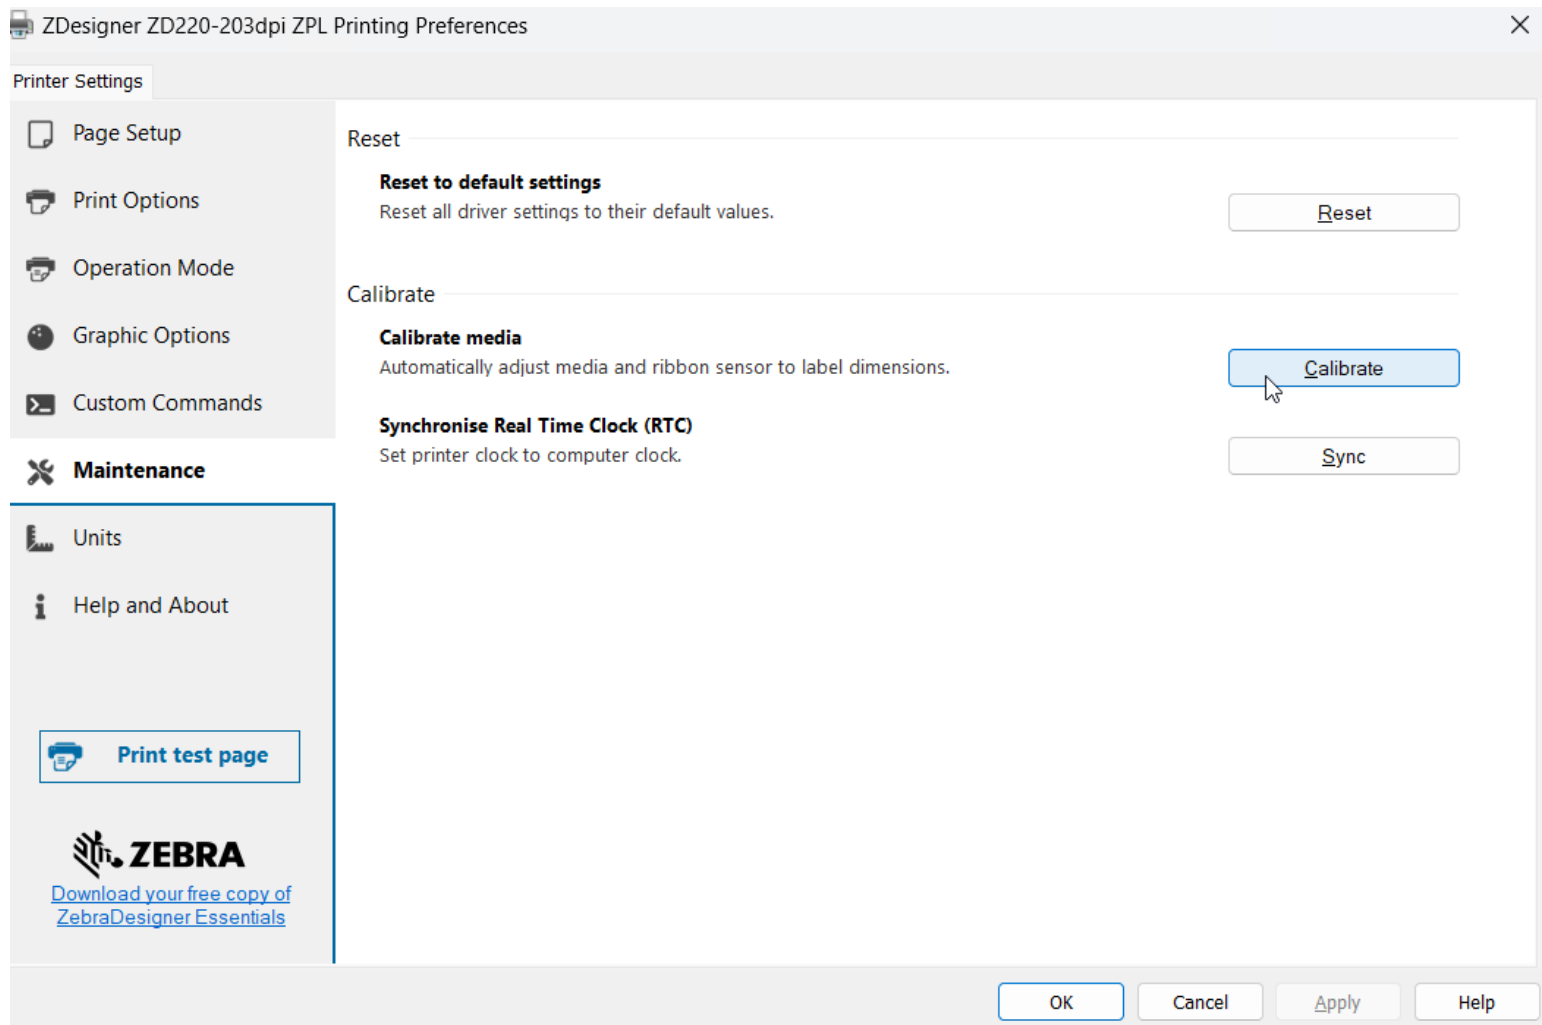 ZDesigner ZD220-203dpi ZPL Printing Preferences
Printer Settings
Page Setup
Print Options
Operation Mode
Graphic Options
Custom Commands
Maintenance
Units
Help and About
Print test page
ZEBRA
Download your free copy of
ZebraDesigner Essentials
Reset
Reset to default settings
Reset all driver settings to their default values.
Reset
Calibrate
Calibrate media
Automatically adjust media and ribbon sensor to label dimensions.
Calibrate
Synchronise Real Time Clock (RTC)
Set printer clock to computer clock.
Sync
OK
Cancel
Apply
Help